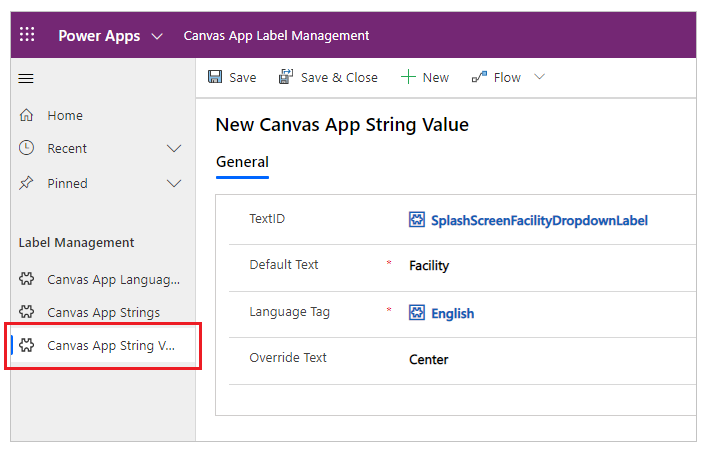 Power Apps Canvas App Label Management
Save Save & Close New Flow
Home
Recent
Pinned
Label Management
Canvas App Languag...
Canvas App Strings
Canvas App String V...
New Canvas App String Value
General
TextID SplashScreenFacilityDropdownLabel
Default Text * Facility
Language Tag * English
Override Text Center